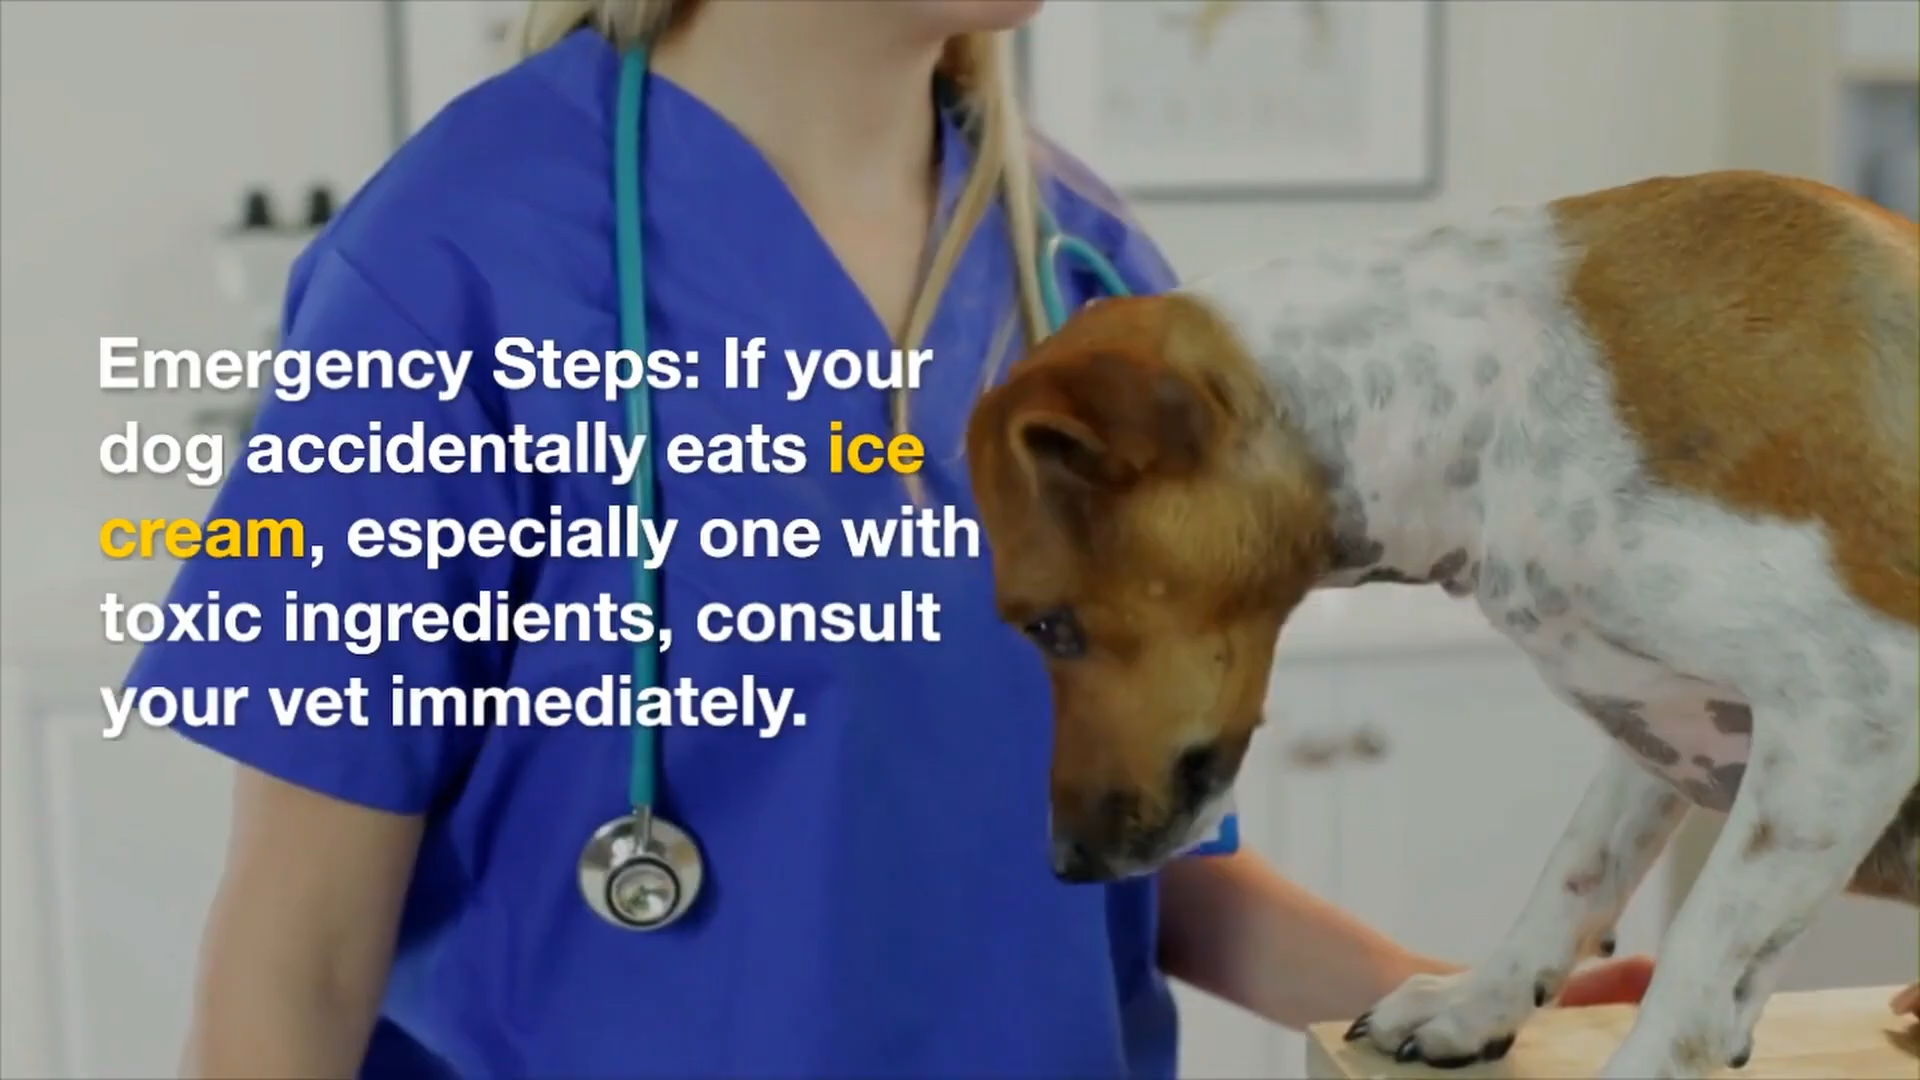 Emergency Steps: If your
dog accidentally eats ice
cream, especially one with
toxic ingredients, consult
your vet immediately.